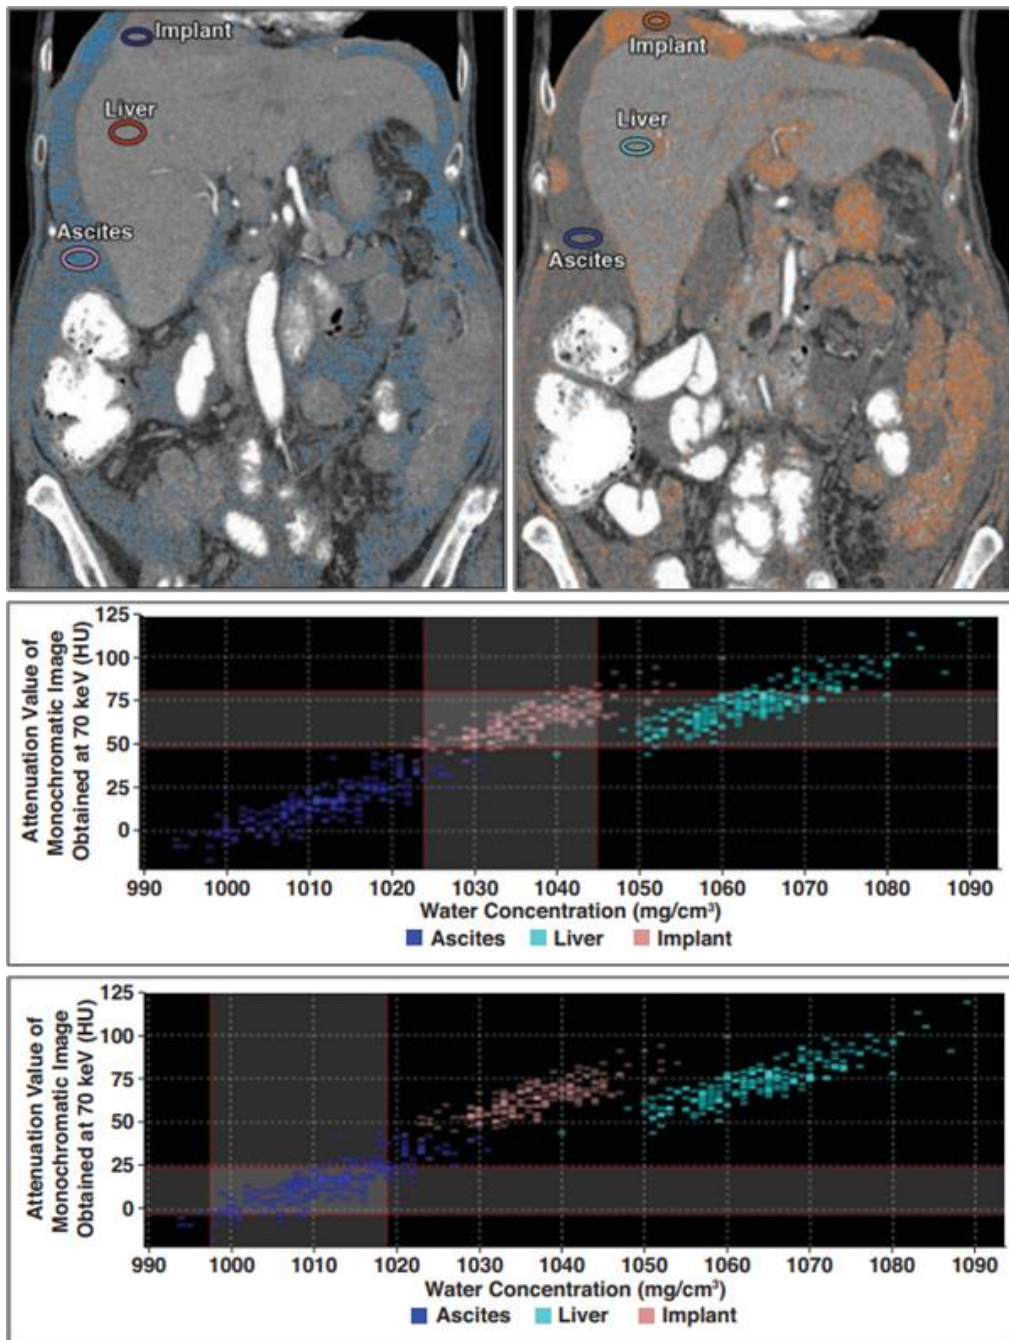 Implant
Liver
Ascites
Implant
Liver
Ascites
Attenuation Value of
Monochromatic Image
Obtained at 70 keV (HU)
125
100
75
50
25
0
990 1000 1010 1020 1030 1040 1050 1060 1070 1080 1090
Water Concentration (mg/cm³)
Ascites Liver Implant
Attenuation Value of
Monochromatic Image
Obtained at 70 keV (HU)
125
100
75
50
25
0
990 1000 1010 1020 1030 1040 1050 1060 1070 1080 1090
Water Concentration (mg/cm³)
Ascites Liver Implant